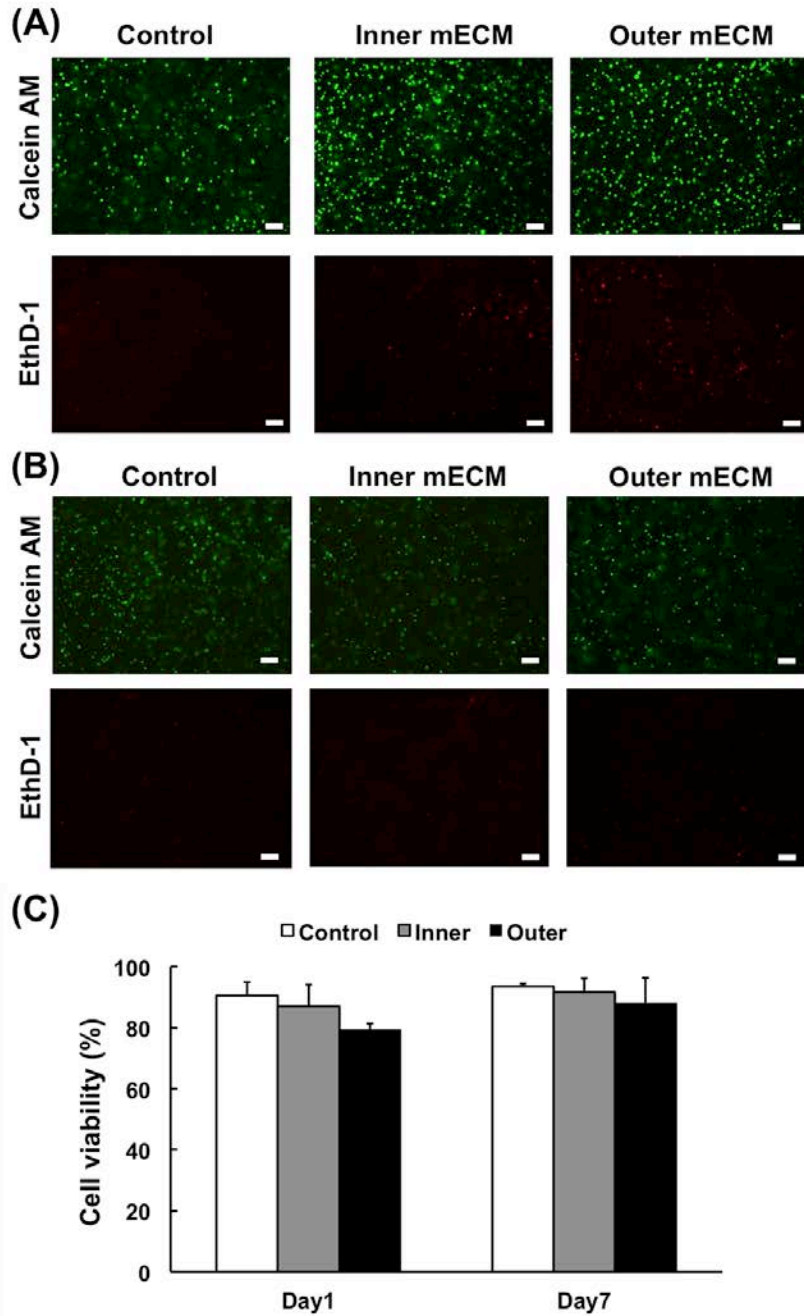 (A)
Control Inner mECM Outer mECM
Calcein AM
EthD-1
(B)
Control Inner mECM Outer mECM
Calcein AM
EthD-1
(C)
Control Inner Outer
Cell viability (%)
100
80
60
40
20
0
Day1 Day7